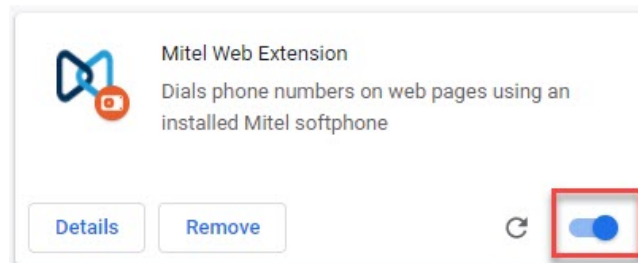 Mitel Web Extension
Dials phone numbers on web pages using an
installed Mitel softphone
Details Remove